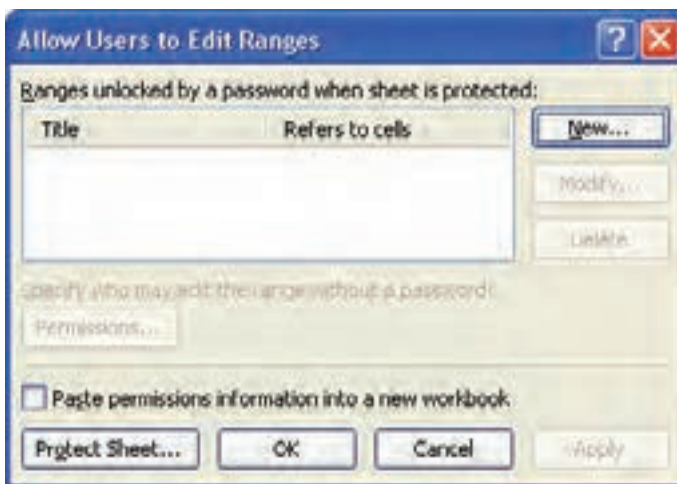 Allow Users to Edit Ranges
Ranges unlocked by a password when sheet is protected:
Title Refers to cells
New...
Modify...
Delete
Specify who may edit the range without a password:
Permissions...
Paste permissions information into a new workbook
Protect Sheet... OK Cancel Apply